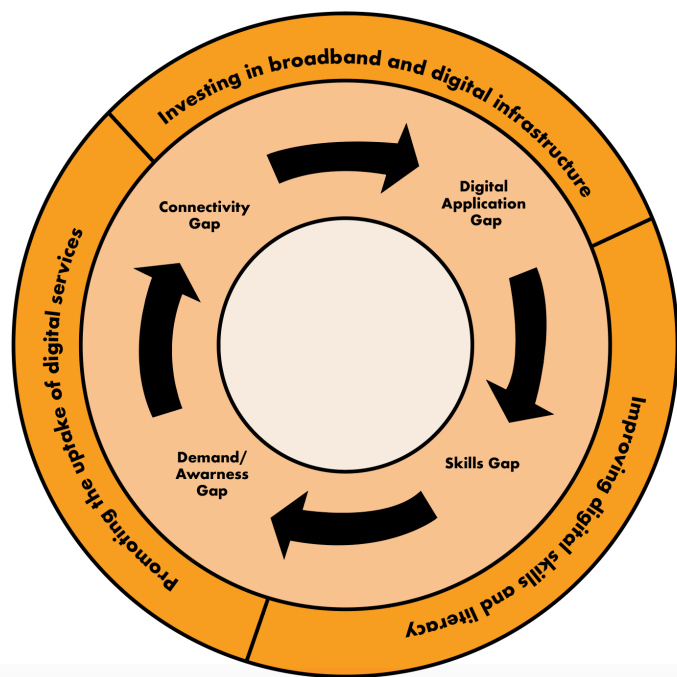 Investing in broadband and digital infrastructure
Connectivity
Gap
Digital
Application
Gap
Promoting the uptake of digital services
Demand/
Awarness
Gap
Skills Gap
Improving digital skills and literacy